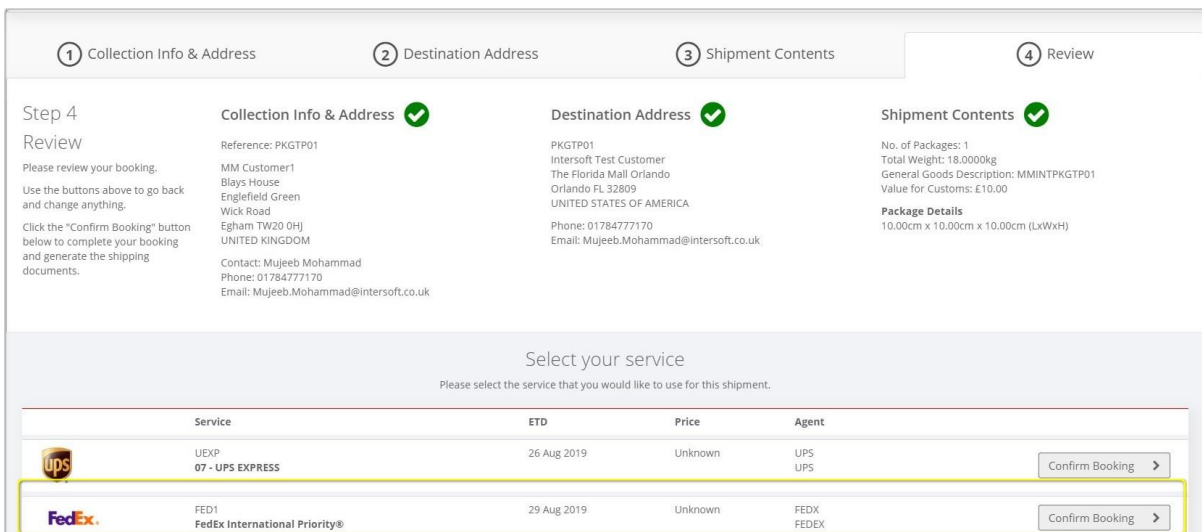 1 Collection Info & Address
2 Destination Address
3 Shipment Contents
4 Review
Step 4
Review
Please review your booking.
Use the buttons above to go back
and change anything.
Click the "Confirm Booking" button
below to complete your booking
and generate the shipping
documents.
Collection Info & Address
Reference: PKGTP01
MM Customer1
Blays House
Englefield Green
Wick Road
Egham TW20 0HJ
UNITED KINGDOM
Contact: Mujeeb Mohammad
Phone: 01784777170
Email: Mujeeb.Mohammad@intersoft.co.uk
Destination Address
PKGTP01
Intersoft Test Customer
The Florida Mall Orlando
Orlando FL 32809
UNITED STATES OF AMERICA
Phone: 01784777170
Email: Mujeeb.Mohammad@intersoft.co.uk
Shipment Contents
No. of Packages: 1
Total Weight: 18.0000kg
General Goods Description: MMINTPKGTP01
Value for Customs: £10.00
Package Details
10.00cm x 10.00cm x 10.00cm (LxWxH)
Select your service
Please select the service that you would like to use for this shipment.
Service ETD Price Agent
ups UEXP 26 Aug 2019 Unknown UPS
07 - UPS EXPRESS UPS Confirm Booking
FedEx. FED1 29 Aug 2019 Unknown FEDX
FedEx International Priority® FEDEX Confirm Booking